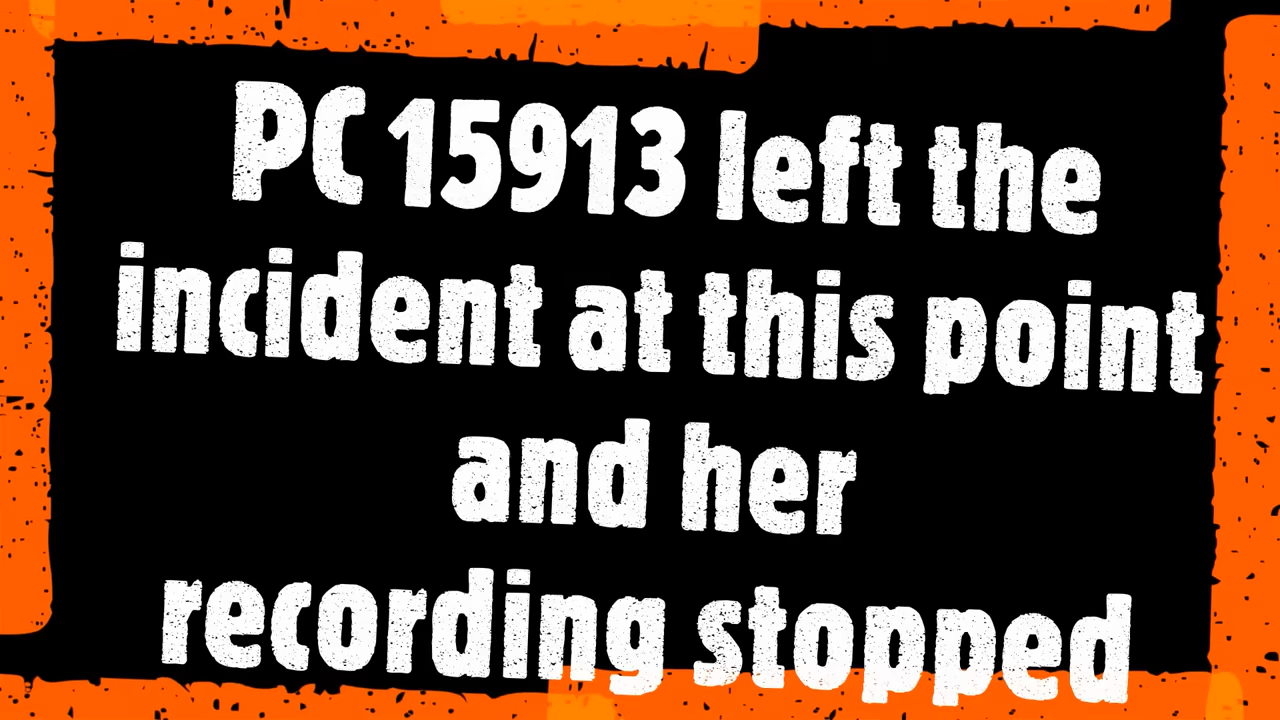 PC 15913 left the
incident at this point
and her
recording stopped